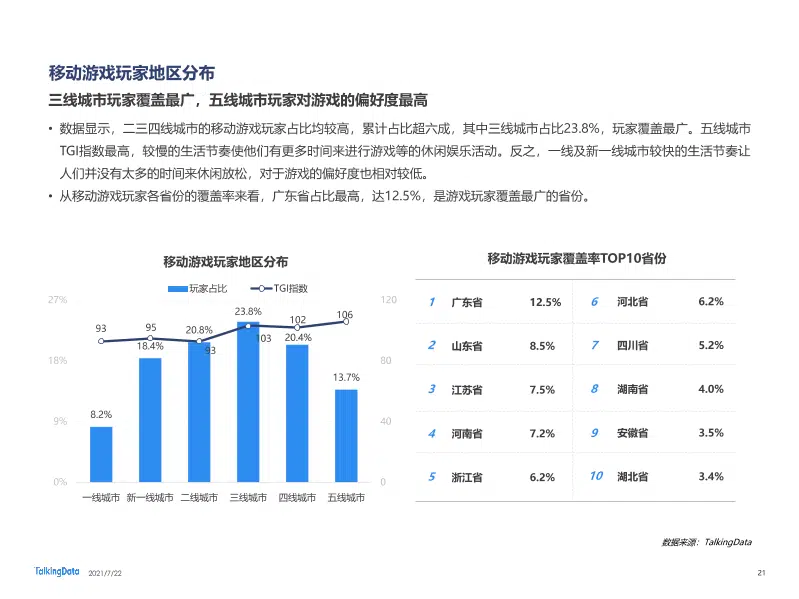 移动游戏玩家地区分布
三线城市玩家覆盖最广，五线城市玩家对游戏的偏好度最高
• 数据显示，二三四线城市的移动游戏玩家占比均较高，累计占比超六成，其中三线城市占比23.8%，玩家覆盖最广。五线城市
TGI指数最高，较慢的生活节奏使他们有更多时间来进行游戏等的休闲娱乐活动。反之，一线及新一线城市较快的生活节奏让
人们并没有太多的时间来休闲放松，对于游戏的偏好度也相对较低。
• 从移动游戏玩家各省份的覆盖率来看，广东省占比最高，达12.5%，是游戏玩家覆盖最广的省份。
移动游戏玩家地区分布
玩家占比 TGI指数
27% 120
18% 80
9% 40
0% 0
93 95 93 103 102 106
8.2% 18.4% 20.8% 23.8% 20.4% 13.7%
一线城市 新一线城市 二线城市 三线城市 四线城市 五线城市
移动游戏玩家覆盖率TOP10省份
1 广东省 12.5% 6 河北省 6.2%
2 山东省 8.5% 7 四川省 5.2%
3 江苏省 7.5% 8 湖南省 4.0%
4 河南省 7.2% 9 安徽省 3.5%
5 浙江省 6.2% 10 湖北省 3.4%
数据来源：TalkingData
TalkingData 2021/7/22 21